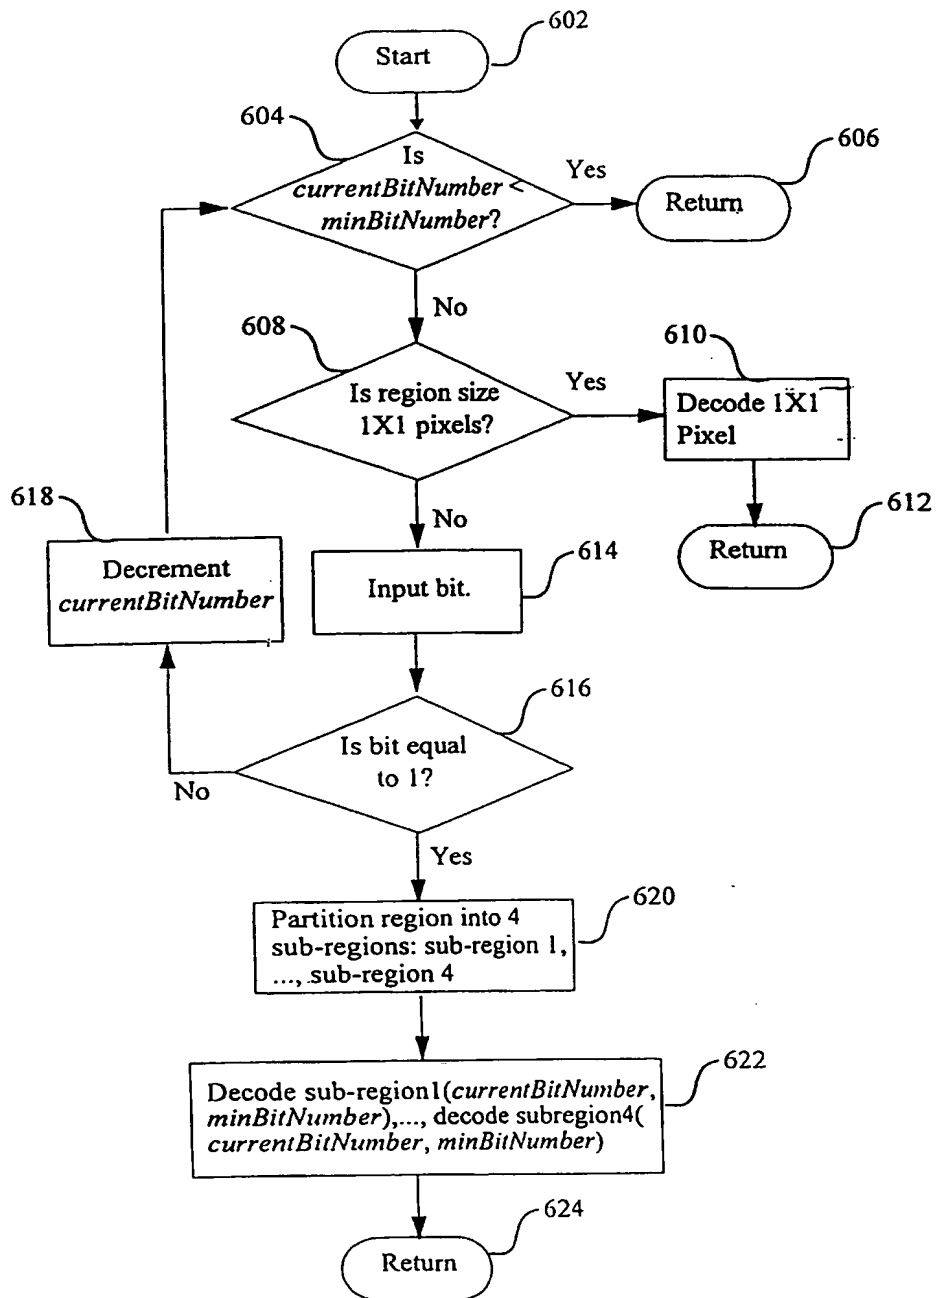 602
Start
604
Is
currentBitNumber <
minBitNumber?
Yes
606
Return
No
608
Is region size
1X1 pixels?
Yes
610
Decode 1X1
Pixel
612
Return
No
618
Decrement
currentBitNumber
614
Input bit.
616
Is bit equal
to 1?
No
Yes
620
Partition region into 4
sub-regions: sub-region 1,
..., sub-region 4
622
Decode sub-region1(currentBitNumber,
minBitNumber),..., decode subregion4(
currentBitNumber, minBitNumber)
624
Return